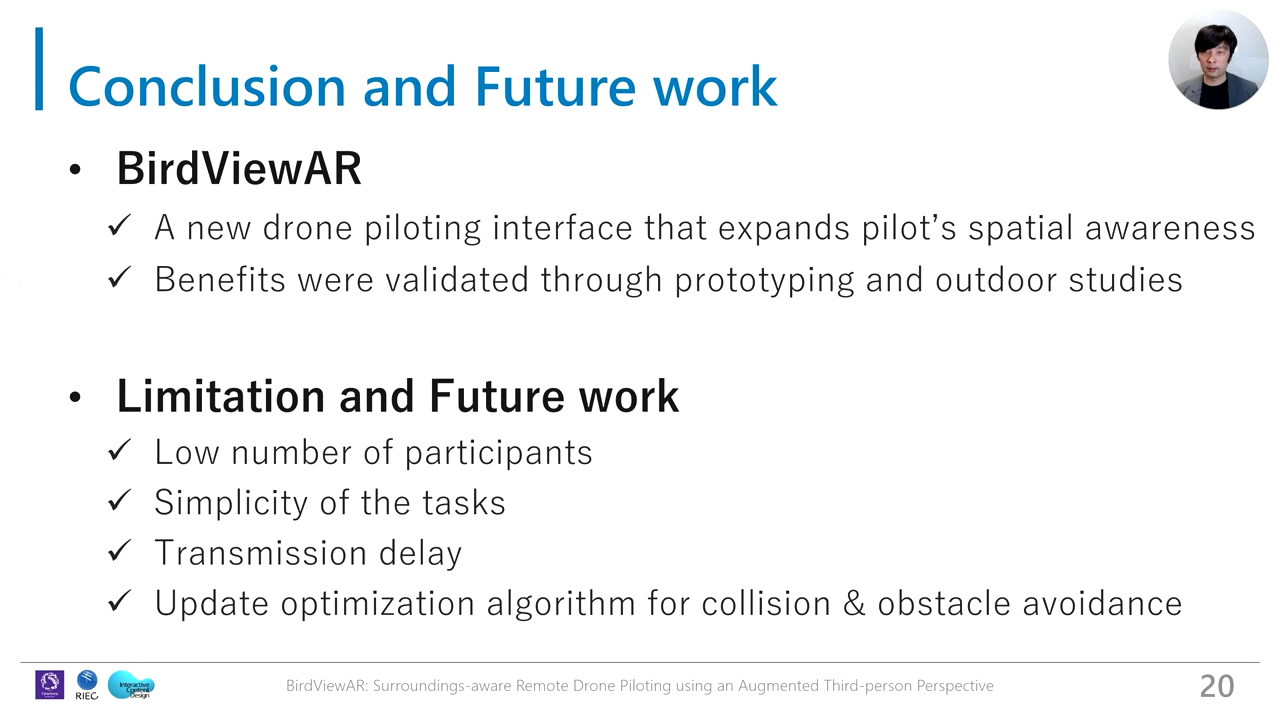 Conclusion and Future work
• BirdViewAR
✓ A new drone piloting interface that expands pilot’s spatial awareness
✓ Benefits were validated through prototyping and outdoor studies
• Limitation and Future work
✓ Low number of participants
✓ Simplicity of the tasks
✓ Transmission delay
✓ Update optimization algorithm for collision & obstacle avoidance
RIEC
Interactive
Content
Design
BirdViewAR: Surroundings-aware Remote Drone Piloting using an Augmented Third-person Perspective
20